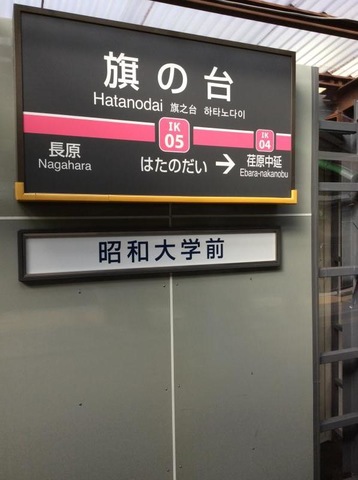 旗の台
Hatanodai 旗之台 하타노다이
IK
05
IK
04
長原
Nagahara
はたのだい
→
荏原中延
Ebara-nakanobu
昭和大学前